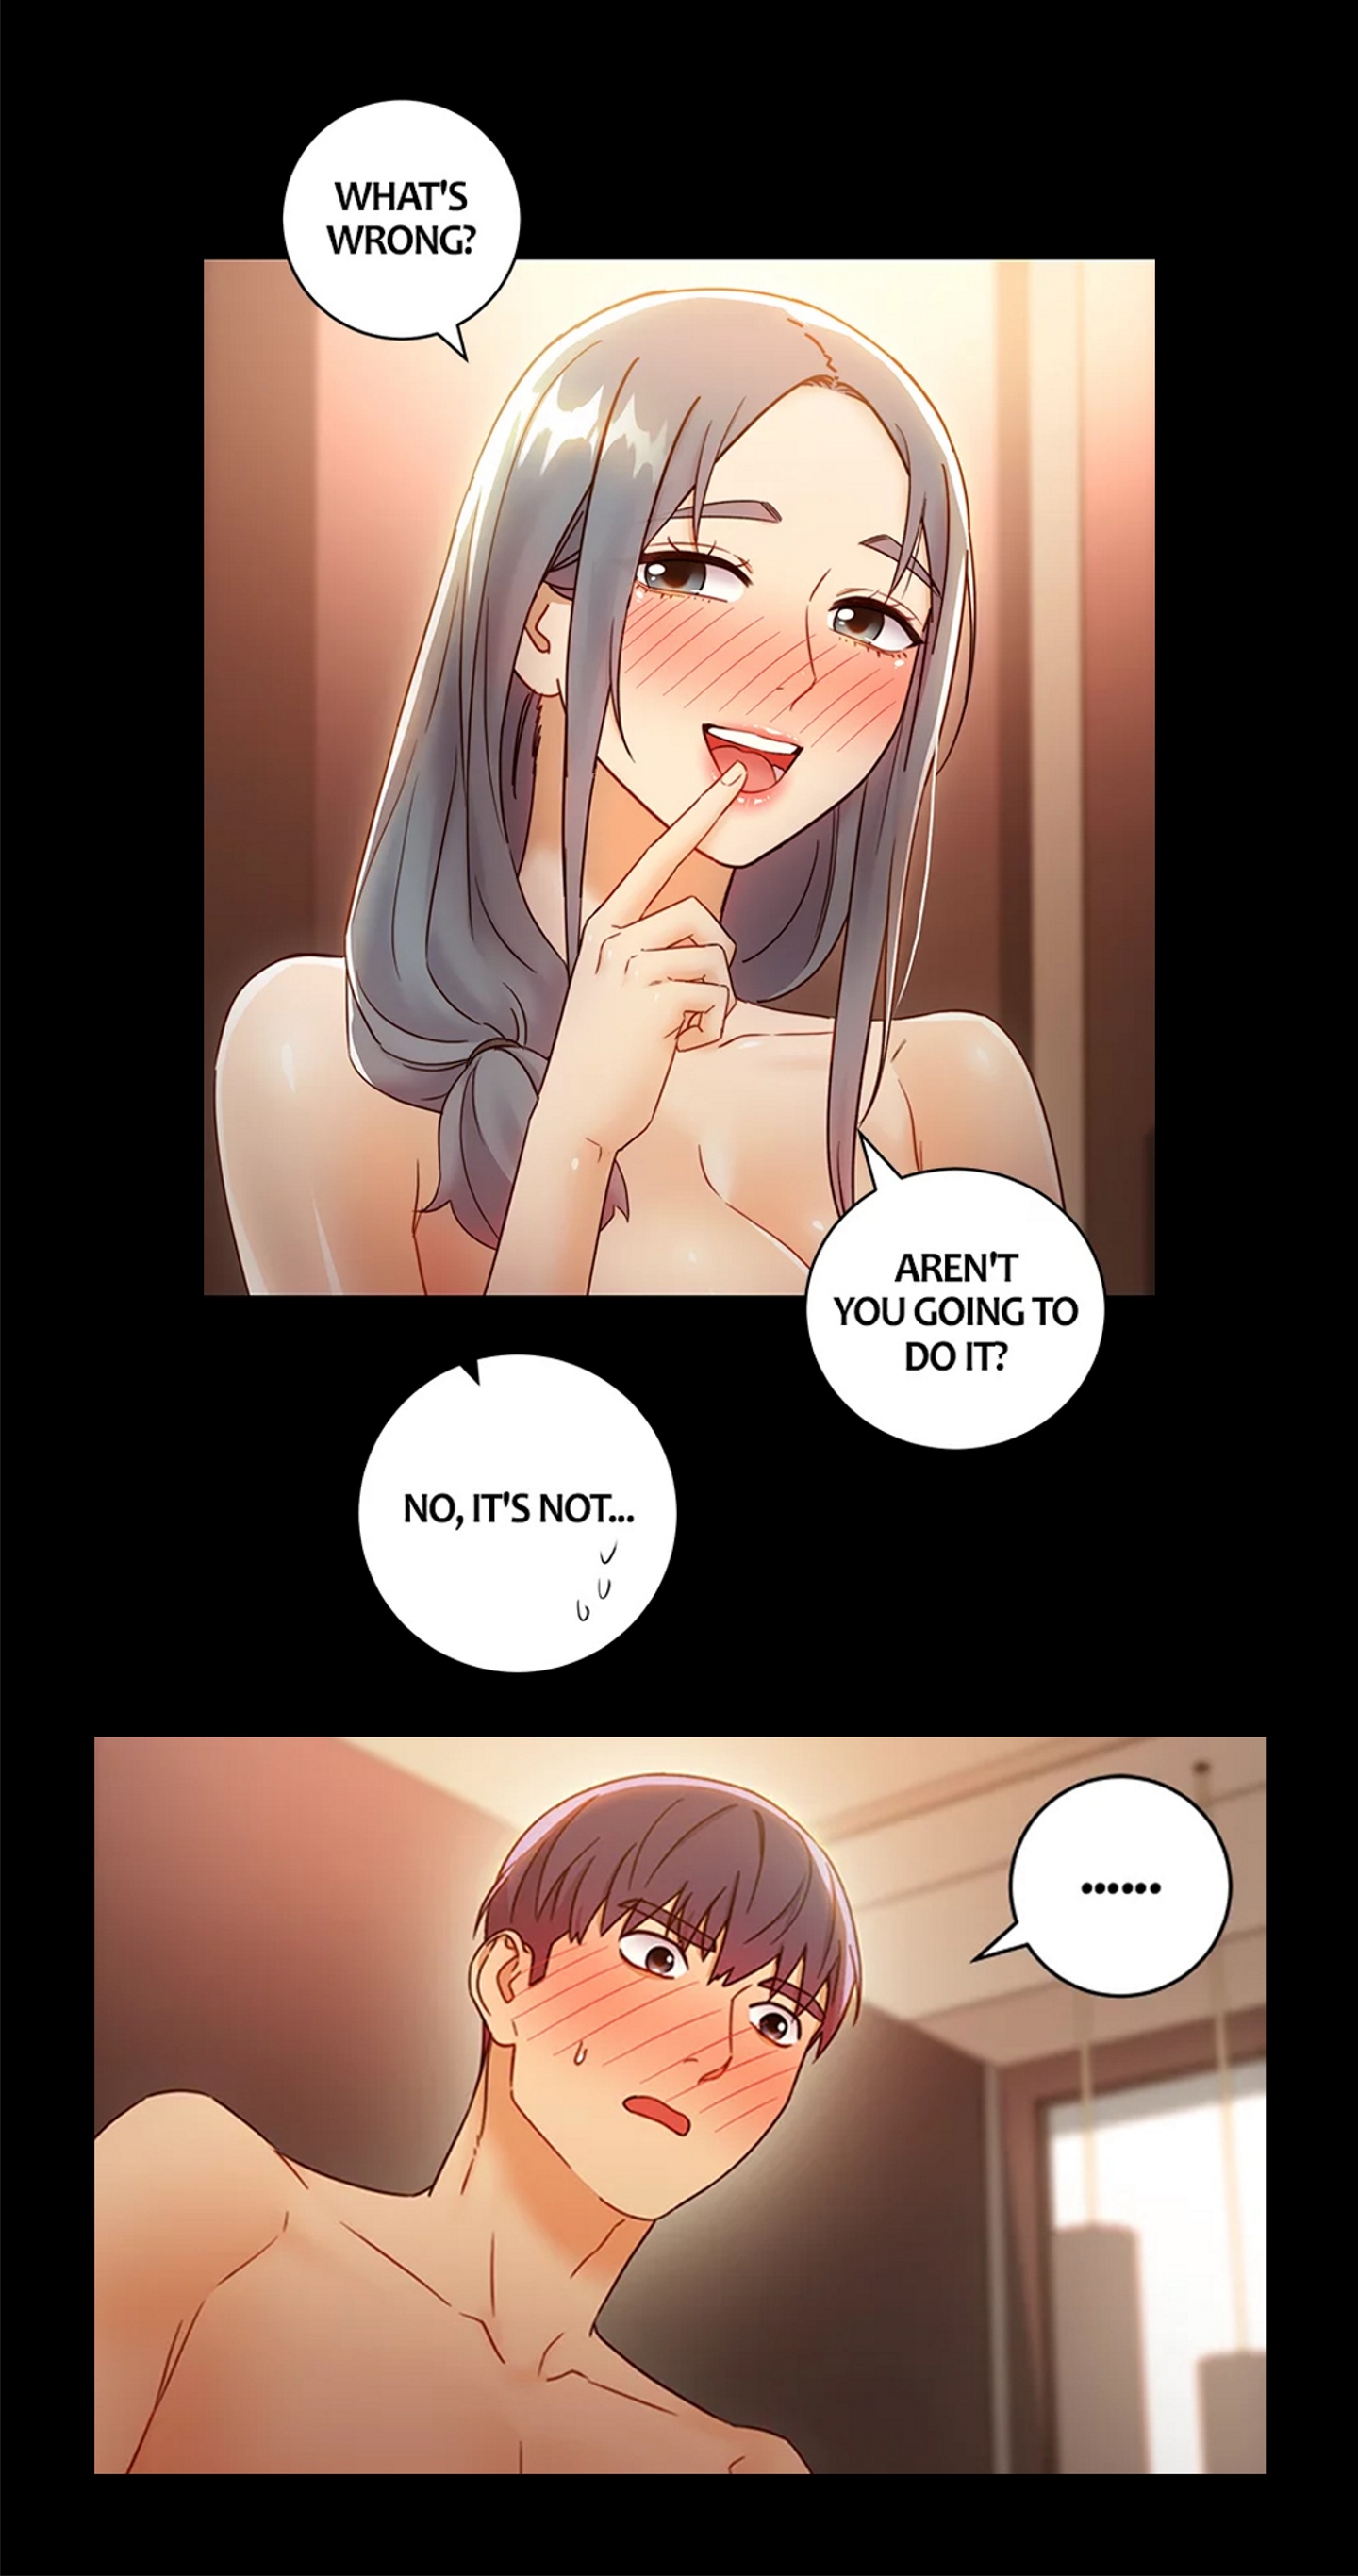 WHAT'S
WRONG?
AREN'T
YOU GOING TO
DO IT?
NO, IT'S NOT...
......